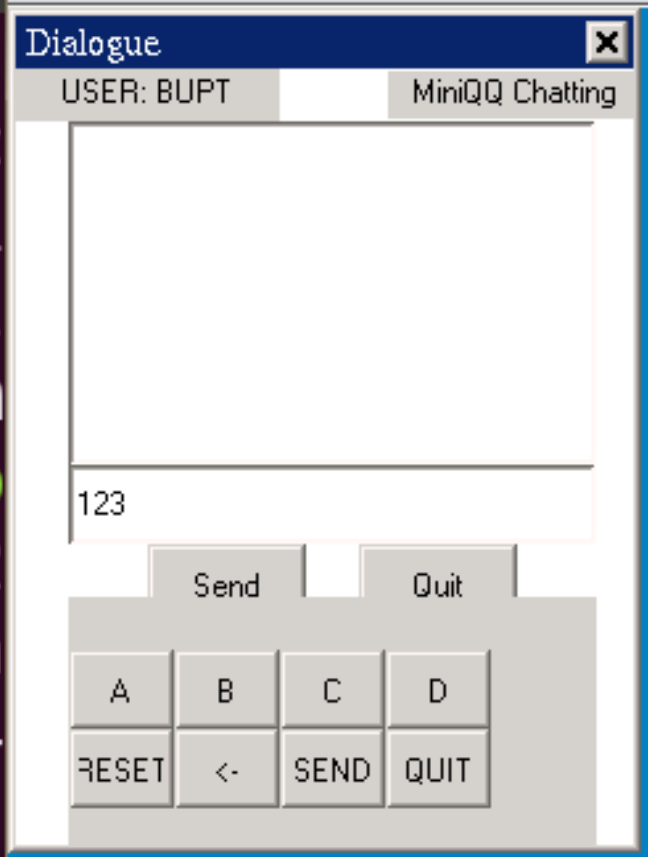 Dialogue
USER: BUPT MiniQQ Chatting
123
Send Quit
A B C D
RESET <- SEND QUIT